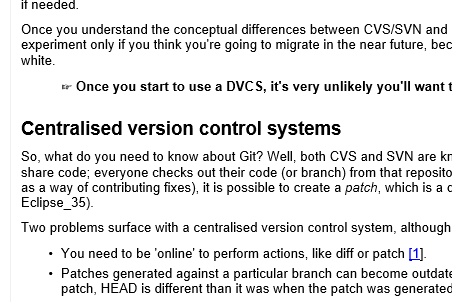 if needed.
Once you understand the conceptual differences between CVS/SVN and
experiment only if you think you're going to migrate in the near future, bec
white.
☞ Once you start to use a DVCS, it's very unlikely you'll want t
Centralised version control systems
So, what do you need to know about Git? Well, both CVS and SVN are kn
share code; everyone checks out their code (or branch) from that reposito
as a way of contributing fixes), it is possible to create a patch, which is a d
Eclipse_35).
Two problems surface with a centralised version control system, although
• You need to be 'online' to perform actions, like diff or patch [1].
• Patches generated against a particular branch can become outdate
patch, HEAD is different than it was when the patch was generated